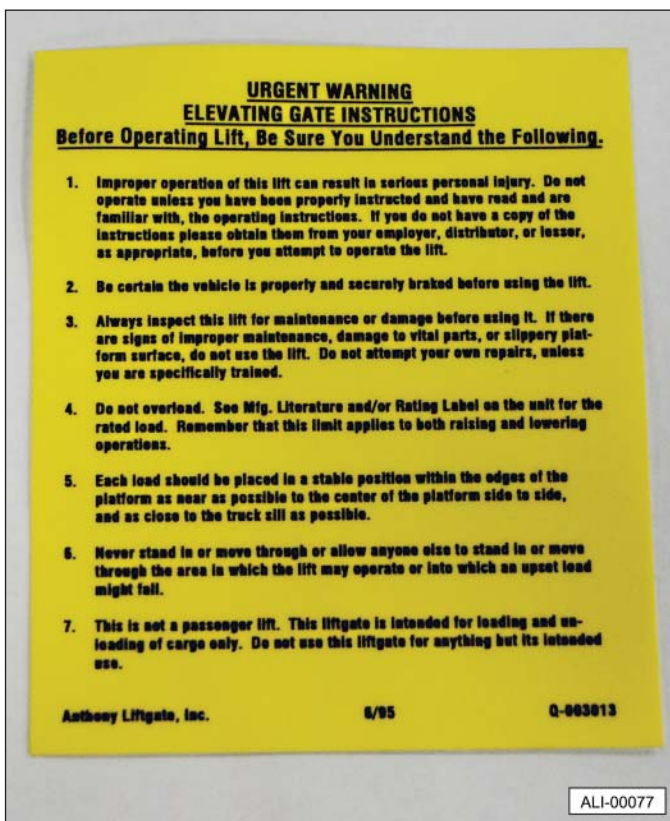 URGENT WARNING
ELEVATING GATE INSTRUCTIONS
Before Operating Lift, Be Sure You Understand the Following.
1. Improper operation of this lift can result in serious personal injury. Do not
operate unless you have been properly instructed and have read and are
familiar with, the operating instructions. If you do not have a copy of the
instructions please obtain them from your employer, distributor, or lessor,
as appropriate, before you attempt to operate the lift.
2. Be certain the vehicle is properly and securely braked before using the lift.
3. Always inspect this lift for maintenance or damage before using it. If there
are signs of improper maintenance, damage to vital parts, or slippery plat-
form surface, do not use the lift. Do not attempt your own repairs, unless
you are specifically trained.
4. Do not overload. See Mfg. Literature and/or Rating Label on the unit for the
rated load. Remember that this limit applies to both raising and lowering
operations.
5. Each load should be placed in a stable position within the edges of the
platform as near as possible to the center of the platform side to side,
and as close to the truck sill as possible.
6. Never stand in or move through or allow anyone else to stand in or move
through the area in which the lift may operate or into which an upset load
might fall.
7. This is not a passenger lift. This liftgate is intended for loading and un-
loading of cargo only. Do not use this liftgate for anything but its intended
use.
Anthony Liftgate, Inc. 6/95 Q-003013
ALI-00077